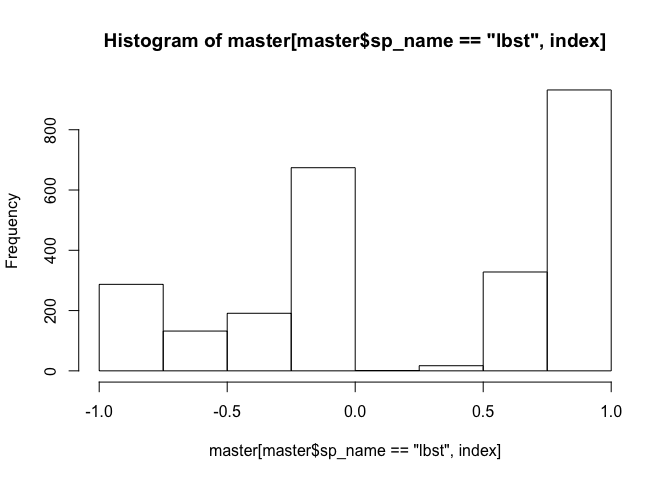 Histogram of master[master$sp_name == "lbst", index]
Frequency
800
600
400
200
0
-1.0 -0.5 0.0 0.5 1.0
master[master$sp_name == "lbst", index]